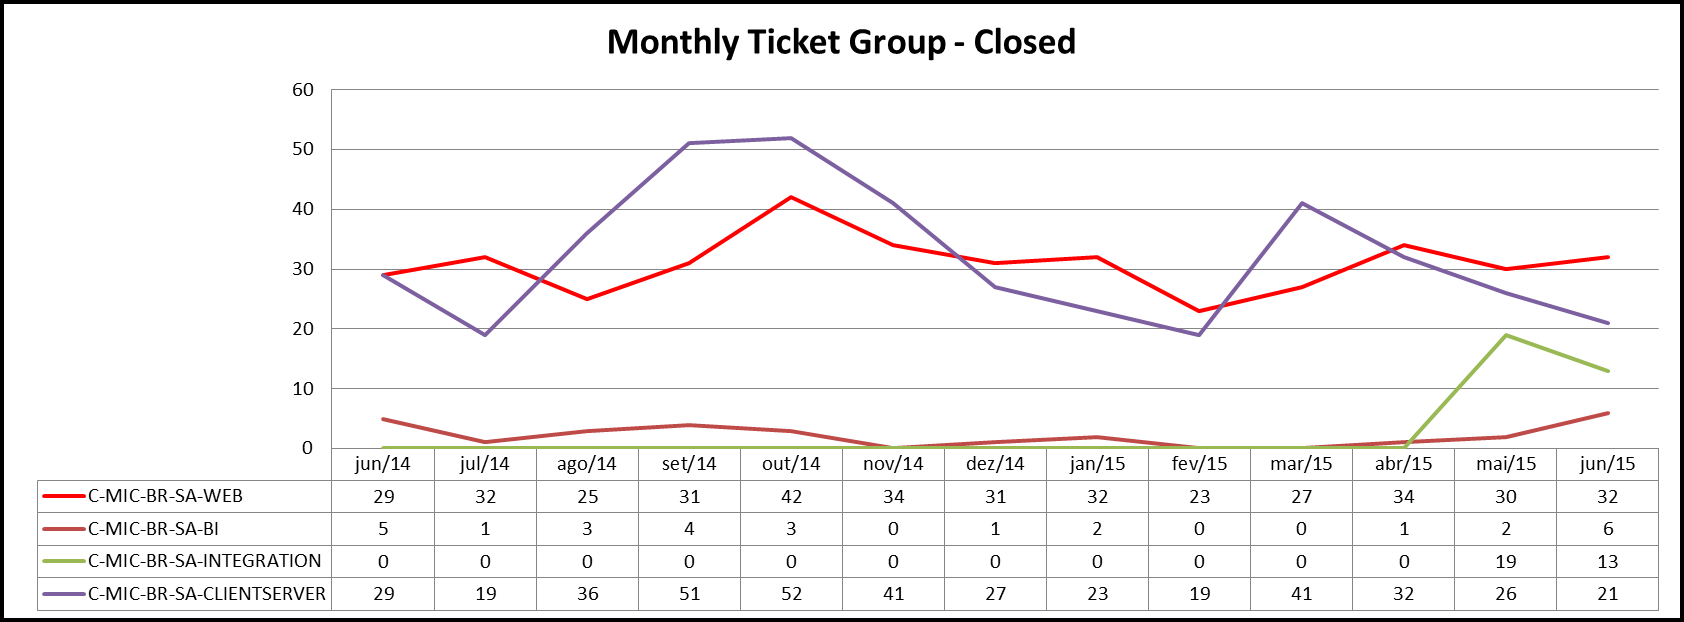 Monthly Ticket Group - Closed
60
50
40
30
20
10
0
jun/14 jul/14 ago/14 set/14 out/14 nov/14 dez/14 jan/15 fev/15 mar/15 abr/15 mai/15 jun/15
C-MIC-BR-SA-WEB 29 32 25 31 42 34 31 32 23 27 34 30 32
C-MIC-BR-SA-BI 5 1 3 4 3 0 1 2 0 0 1 2 6
C-MIC-BR-SA-INTEGRATION 0 0 0 0 0 0 0 0 0 0 0 19 13
C-MIC-BR-SA-CLIENTSERVER 29 19 36 51 52 41 27 23 19 41 32 26 21